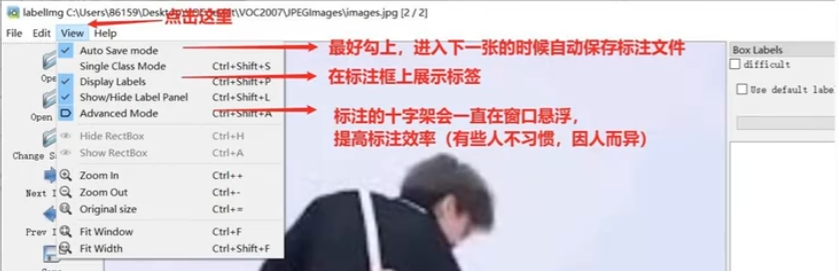 labelImg C:\Users\86159\Desktop\VOC2007\JPEGImages\images.jpg [2 / 2]
点击这里
File Edit View Help
Auto Save mode
最好勾上，进入下一张的时候自动保存标注文件
Box Labels
Single Class Mode Ctrl+Shift+S
difficult
Display Labels Ctrl+Shift+P
在标注框上展示标签
Show/Hide Label Panel Ctrl+Shift+L
Use default labe
Advanced Mode Ctrl+Shift+A
标注的十字架会一直在窗口悬浮，
提高标注效率（有些人不习惯，因人而异）
Hide RectBox Ctrl+H
Show RectBox Ctrl+A
Change S
Zoom In Ctrl++
Next I
Zoom Out Ctrl+-
Original size Ctrl+=
Prev I
Fit Window Ctrl+F
Fit Width Ctrl+Shift+F